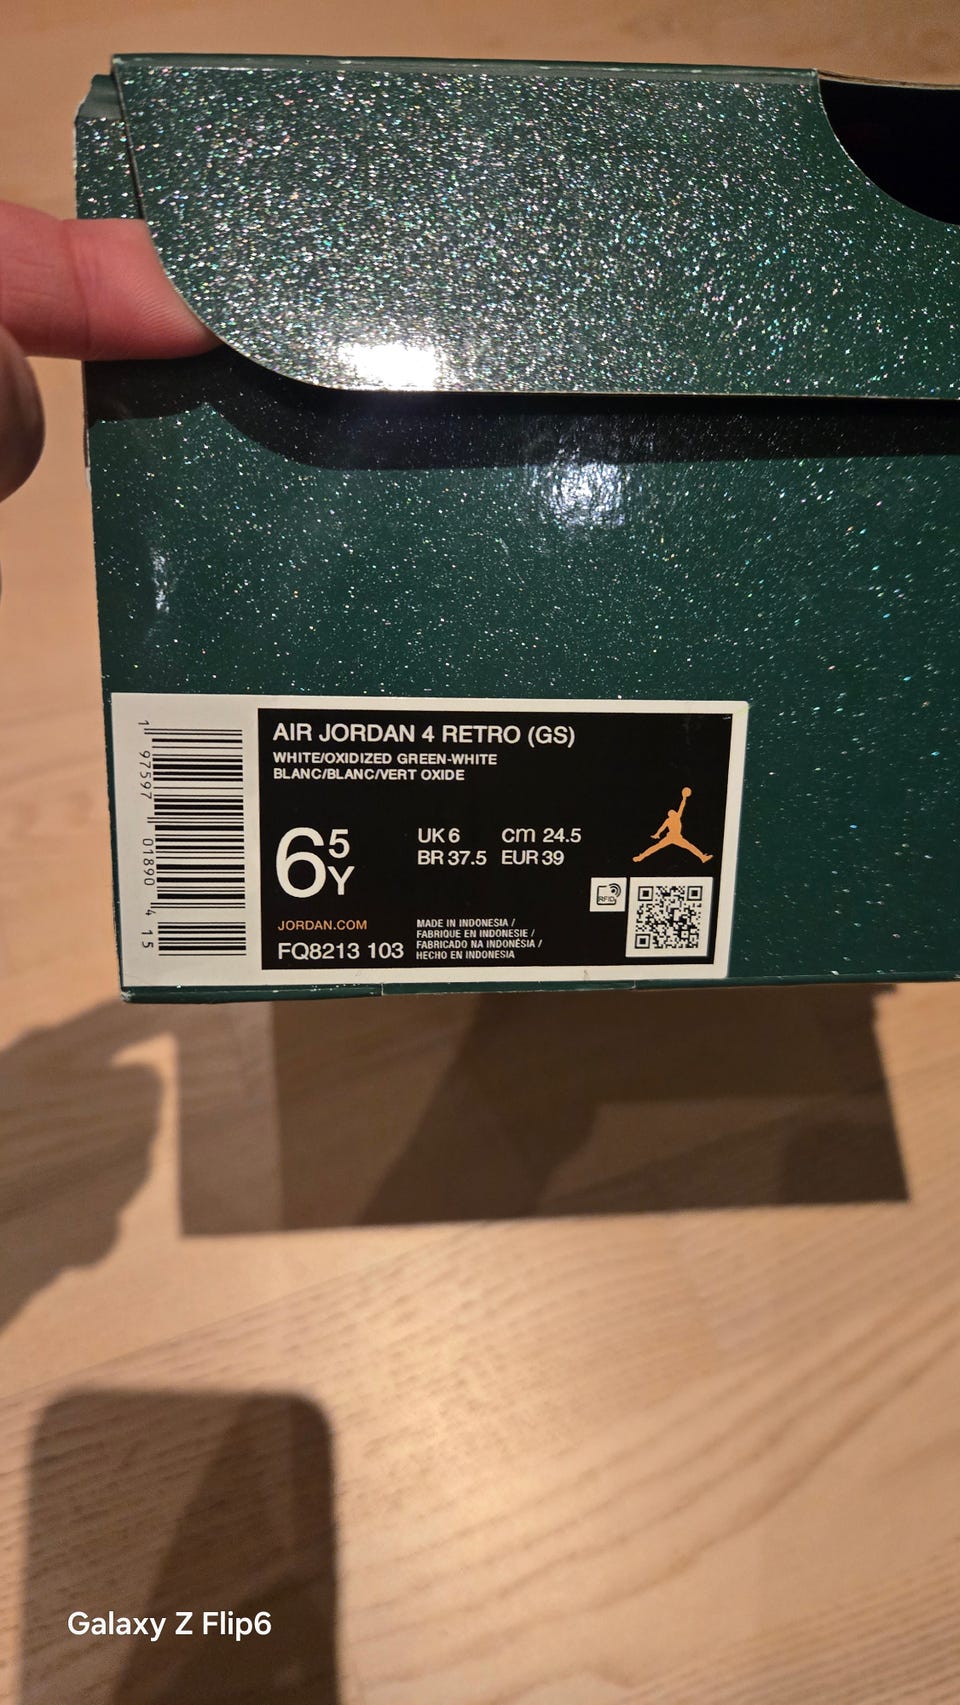 AIR JORDAN 4 RETRO (GS)
WHITE/OXIDIZED GREEN-WHITE
BLANC/BLANC/VERT OXIDE
6 5 Y
UK 6 cm 24.5
BR 37.5 EUR 39
RFID
JORDAN.COM
FQ8213 103
MADE IN INDONESIA /
FABRIQUE EN INDONESIE /
FABRICADO NA INDONÉSIA /
HECHO EN INDONESIA
1 97597 01890 4 15
Galaxy Z Flip6